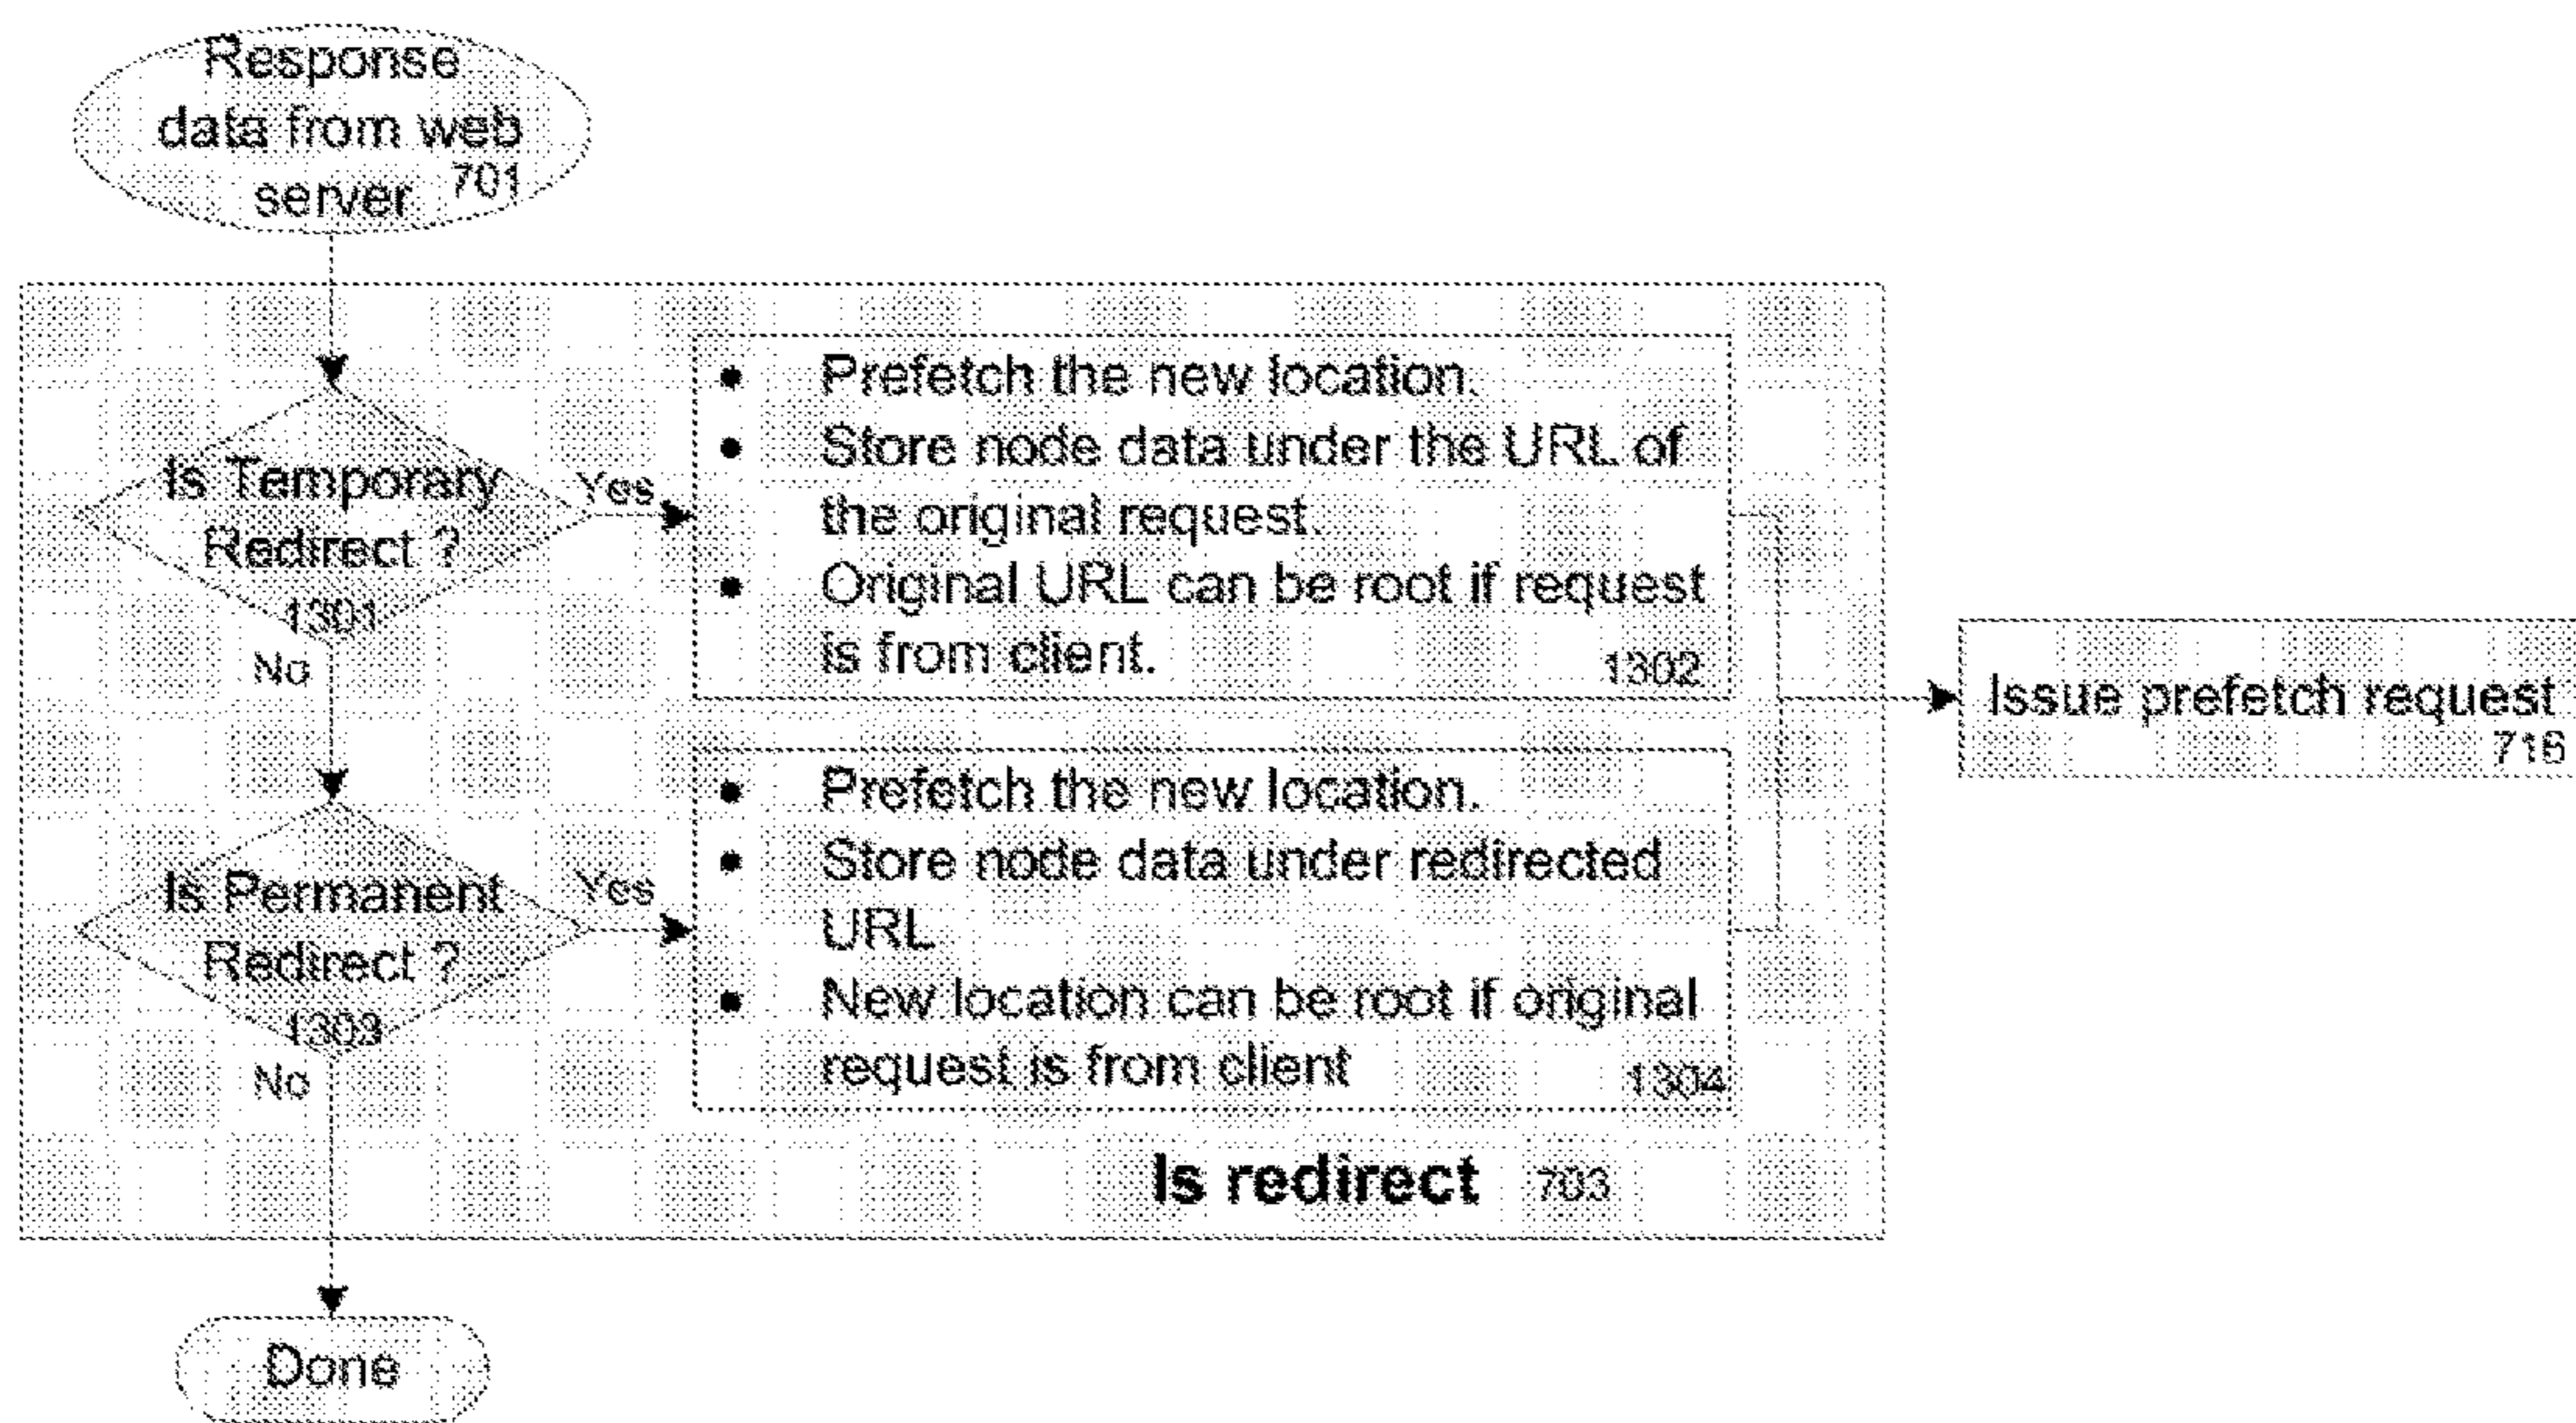 Response
data from web
server 701
Is Temporary
Redirect ?
1301
Yes
No
• Prefetch the new location.
• Store node data under the URL of
the original request.
• Original URL can be root if request
is from client.
1302
Is Permanent
Redirect ?
1303
Yes
No
• Prefetch the new location.
• Store node data under redirected
URL
• New location can be root if original
request is from client
1304
Is redirect 703
Issue prefetch request
716
Done